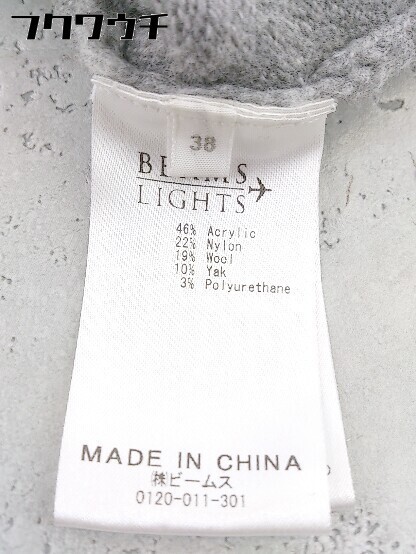 フクワウチ
38
BEAMS
LIGHTS
46% Acrylic
22% Nylon
19% Wool
10% Yak
3% Polyurethane
MADE IN CHINA
㈱ビームス
0120-011-301